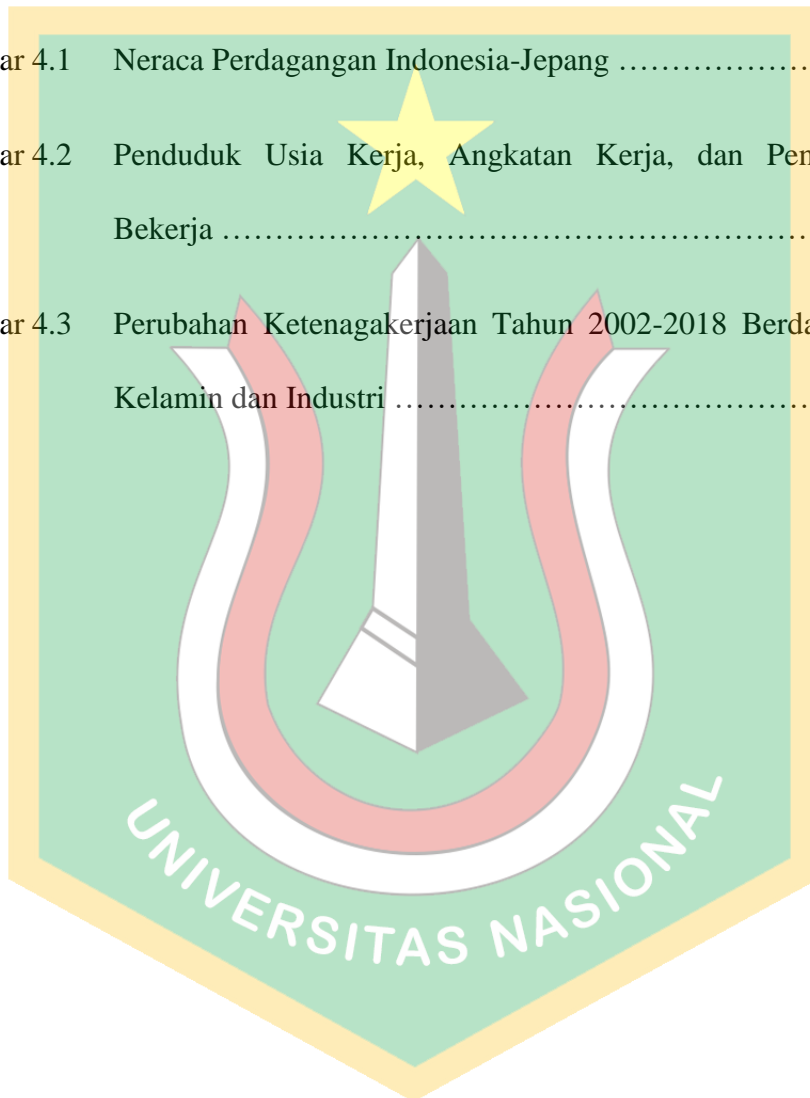 ar 4.1 Neraca Perdagangan Indonesia-Jepang ………………
ar 4.2 Penduduk Usia Kerja, Angkatan Kerja, dan Pen
Bekerja ……………………………………………………
ar 4.3 Perubahan Ketenagakerjaan Tahun 2002-2018 Berda
Kelamin dan Industri ……………………………………
UNIVERSITAS NASIONAL